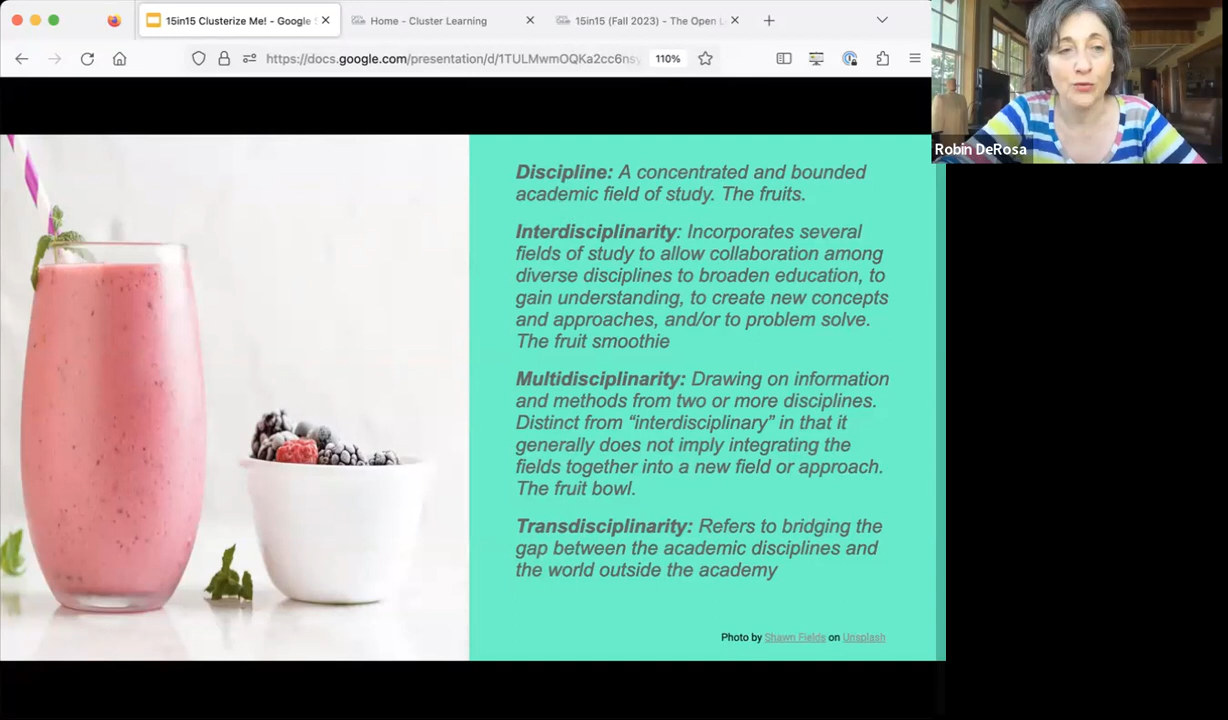 15in15 Clusterize Me! - Google S
Home - Cluster Learning
15in15 (Fall 2023) - The Open L
https://docs.google.com/presentation/d/1TULMwmOQKa2cc6nsy
110%
Robin DeRosa
Discipline: A concentrated and bounded
academic field of study. The fruits.
Interdisciplinarity: Incorporates several
fields of study to allow collaboration among
diverse disciplines to broaden education, to
gain understanding, to create new concepts
and approaches, and/or to problem solve.
The fruit smoothie
Multidisciplinarity: Drawing on information
and methods from two or more disciplines.
Distinct from “interdisciplinary” in that it
generally does not imply integrating the
fields together into a new field or approach.
The fruit bowl.
Transdisciplinarity: Refers to bridging the
gap between the academic disciplines and
the world outside the academy
Photo by Shawn Fields on Unsplash